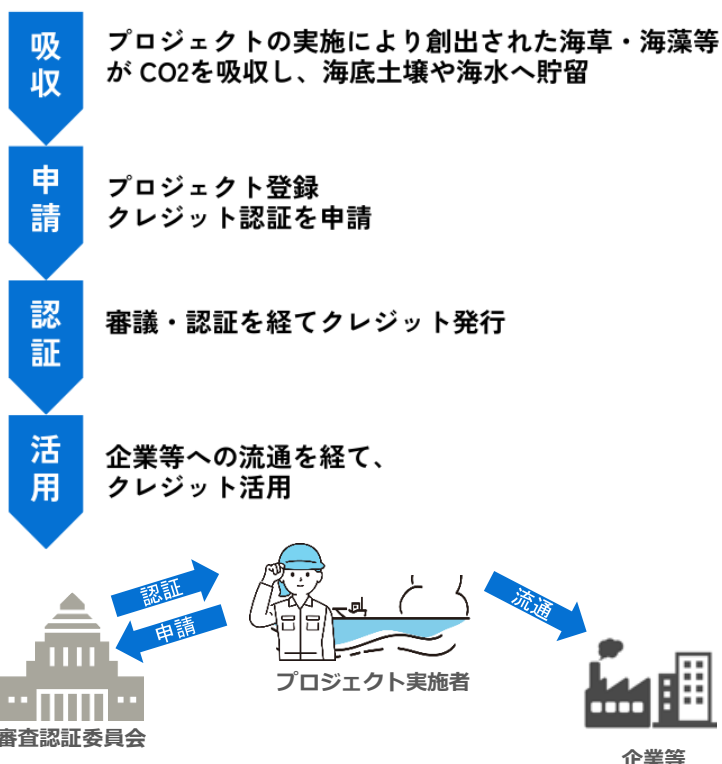 吸収
プロジェクトの実施により創出された海草・海藻等
が CO2を吸収し、海底土壌や海水へ貯留
申請
プロジェクト登録
クレジット認証を申請
認証
審議・認証を経てクレジット発行
活用
企業等への流通を経て、
クレジット活用
認証
申請
流通
プロジェクト実施者
審査認証委員会
企業等